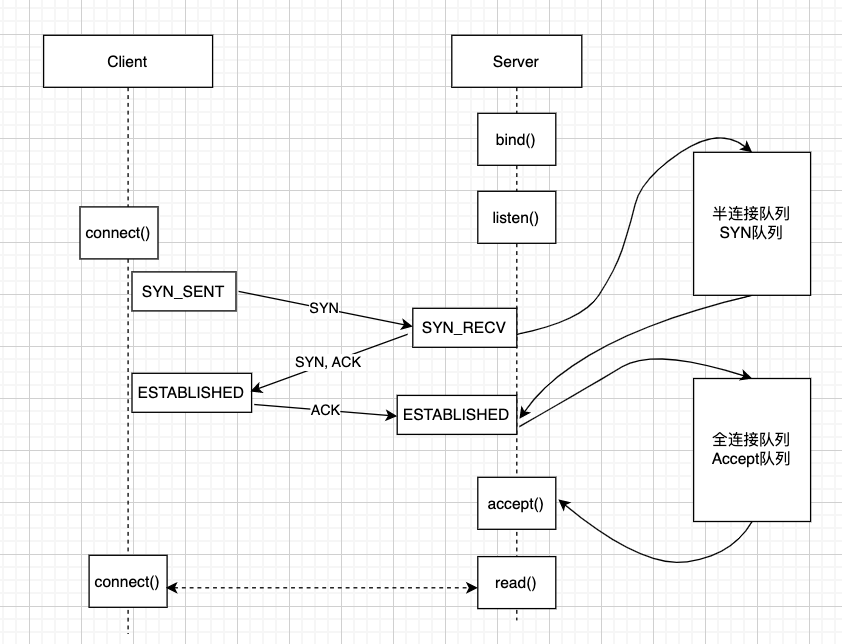 Client
Server
bind()
半连接队列
SYN队列
listen()
connect()
SYN_SENT
SYN
SYN_RECV
SYN, ACK
ESTABLISHED
ACK
ESTABLISHED
全连接队列
Accept队列
accept()
connect()
read()